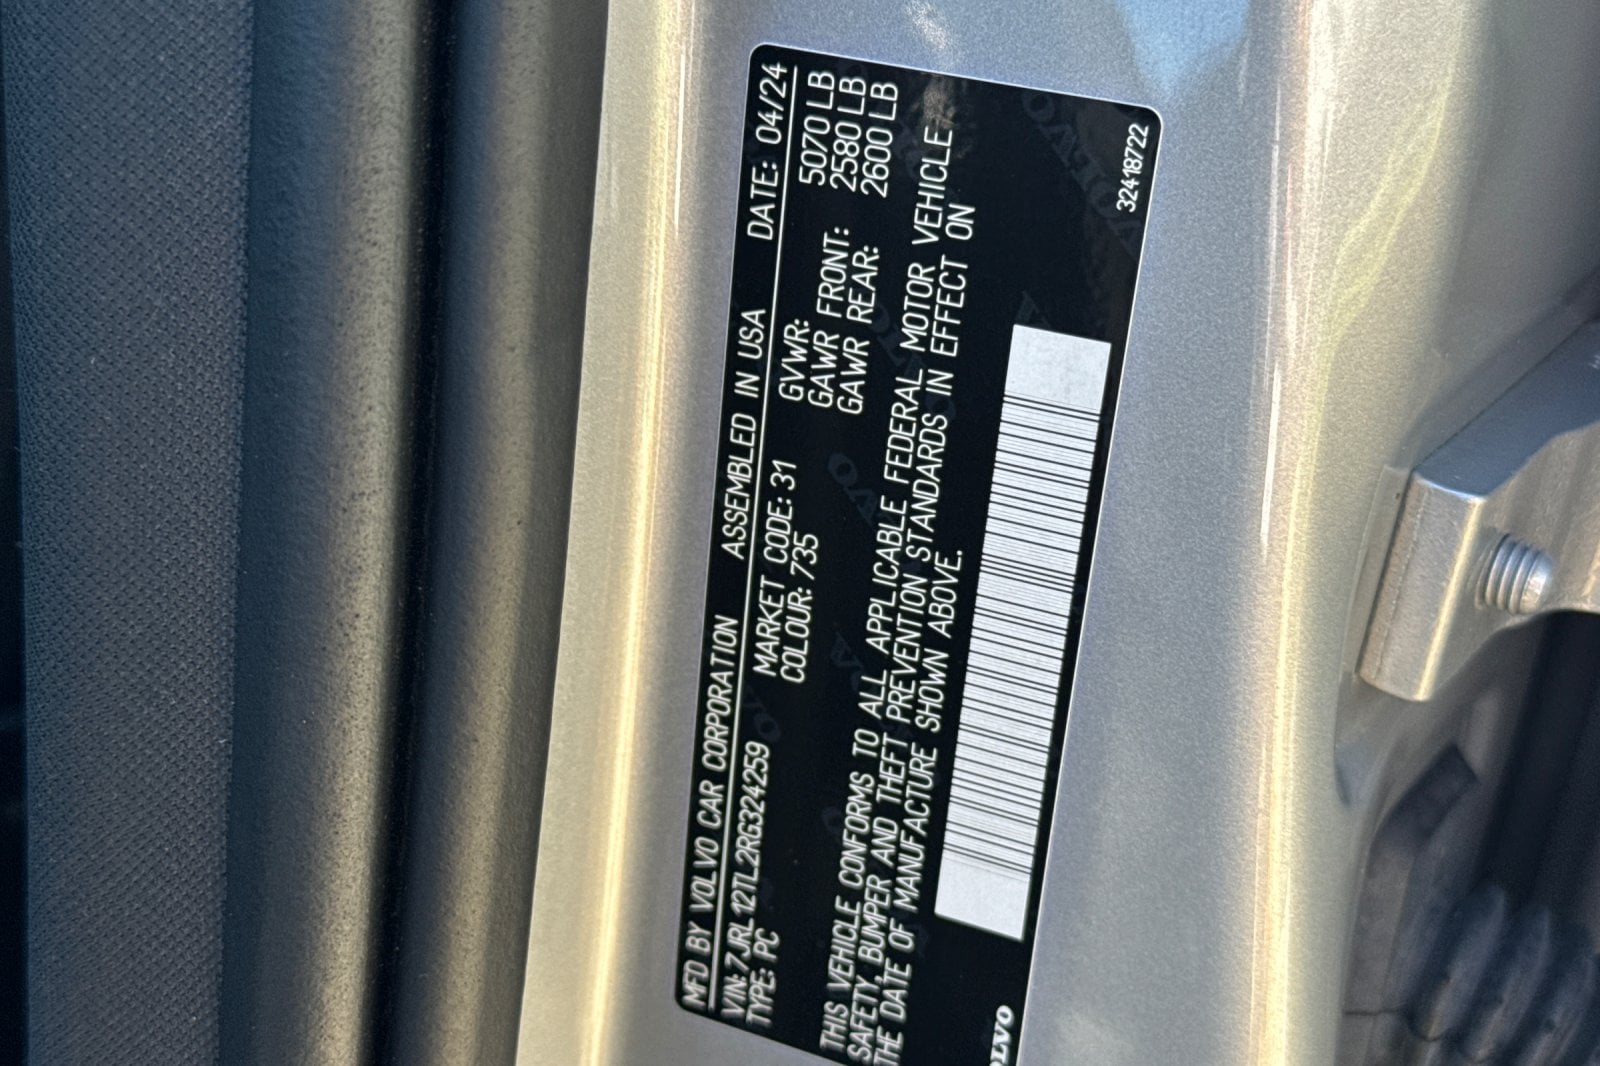 MFD BY VOLVO CAR CORPORATION ASSEMBLED IN USA DATE: 04/24
VIN: 7JRL12TL2RG324259 MARKET CODE: 31 GVWR: 5070 LB
TYPE: PC COLOUR: 735 GAWR FRONT: 2580 LB
GAWR REAR: 2600 LB
THIS VEHICLE CONFORMS TO ALL APPLICABLE FEDERAL MOTOR VEHICLE
SAFETY, BUMPER AND THEFT PREVENTION STANDARDS IN EFFECT ON
THE DATE OF MANUFACTURE SHOWN ABOVE.
VOLVO 32418722